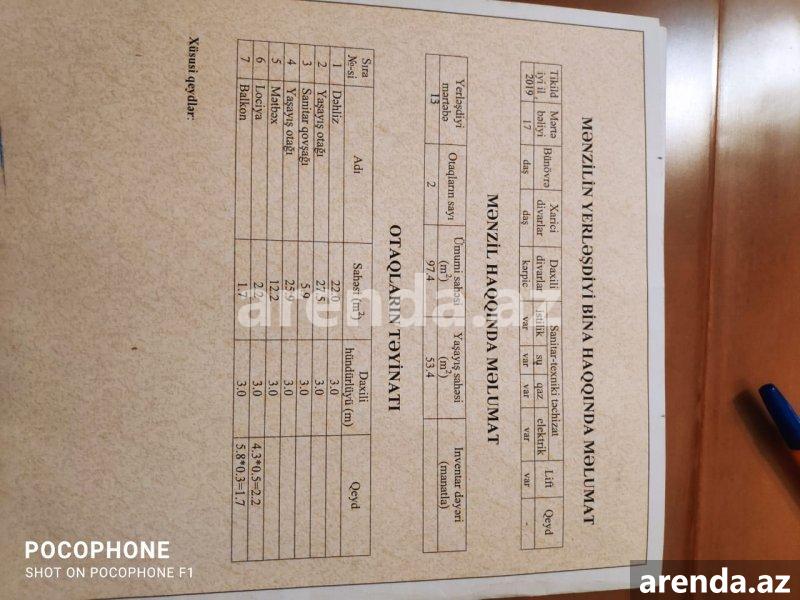 MƏNZİLİN YERLƏŞDİYİ BİNA HAQQINDA MƏLUMAT
Tikild iyi il Mərtə bəliyi Bünövrə Xarici divarlar Daxili divarlar Sanitar-texniki təchizat Lift Qeyd
istilik su qaz elektrik
2019 17 daş daş kərpic var var var var var -
MƏNZİL HAQQINDA MƏLUMAT
Yerləşdiyi mərtəbə Otaqların sayı Ümumi sahəsi (m²) Yaşayış sahəsi (m²) İnventar dəyəri (manatla)
13 2 97.4 53.4
OTAQLARIN TƏYİNATI
Sıra №-si Adı Sahəsi (m²) Daxili hündürlüyü (m) Qeyd
1 Dəhliz 22.0 3.0
2 Yaşayış otağı 27.5 3.0
3 Sanitar qovşağı 5.9 3.0
4 Yaşayış otağı 25.9 3.0
5 Mətbəx 12.2 3.0
6 Lociya 2.2 3.0 4.3*0.5=2.2
7 Balkon 1.7 3.0 5.8*0.3=1.7
Xüsusi qeydlər:
arenda.az
POCOPHONE
SHOT ON POCOPHONE F1
arenda.az